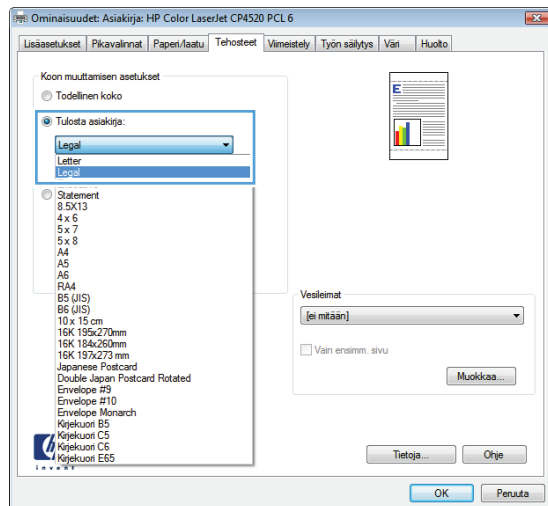 Ominaisuudet: Asiakirja: HP Color LaserJet CP4520 PCL 6
Lisäasetukset Pikavalinnat Paperi/laatu Tehosteet Viimeistely Työn säilytys Väri Huolto
Koon muuttamisen asetukset
Todellinen koko
Tulosta asiakirja:
Legal
Letter
Legal
Statement
8.5X13
4 x 6
5 x 7
5 x 8
A4
A5
A6
RA4
B5 (JIS)
B6 (JIS)
10 x 15 cm
16K 195x270mm
16K 184x260 mm
16K 197x273 mm
Japanese Postcard
Double Japan Postcard Rotated
Envelope #9
Envelope #10
Envelope Monarch
Kirjekuori B5
Kirjekuori C5
Kirjekuori C6
Kirjekuori E65
E
Vesileimat
[ei mitään]
Vain ensimm. sivu
Muokkaa...
invent
Tietoja...
Ohje
OK
Peruuta